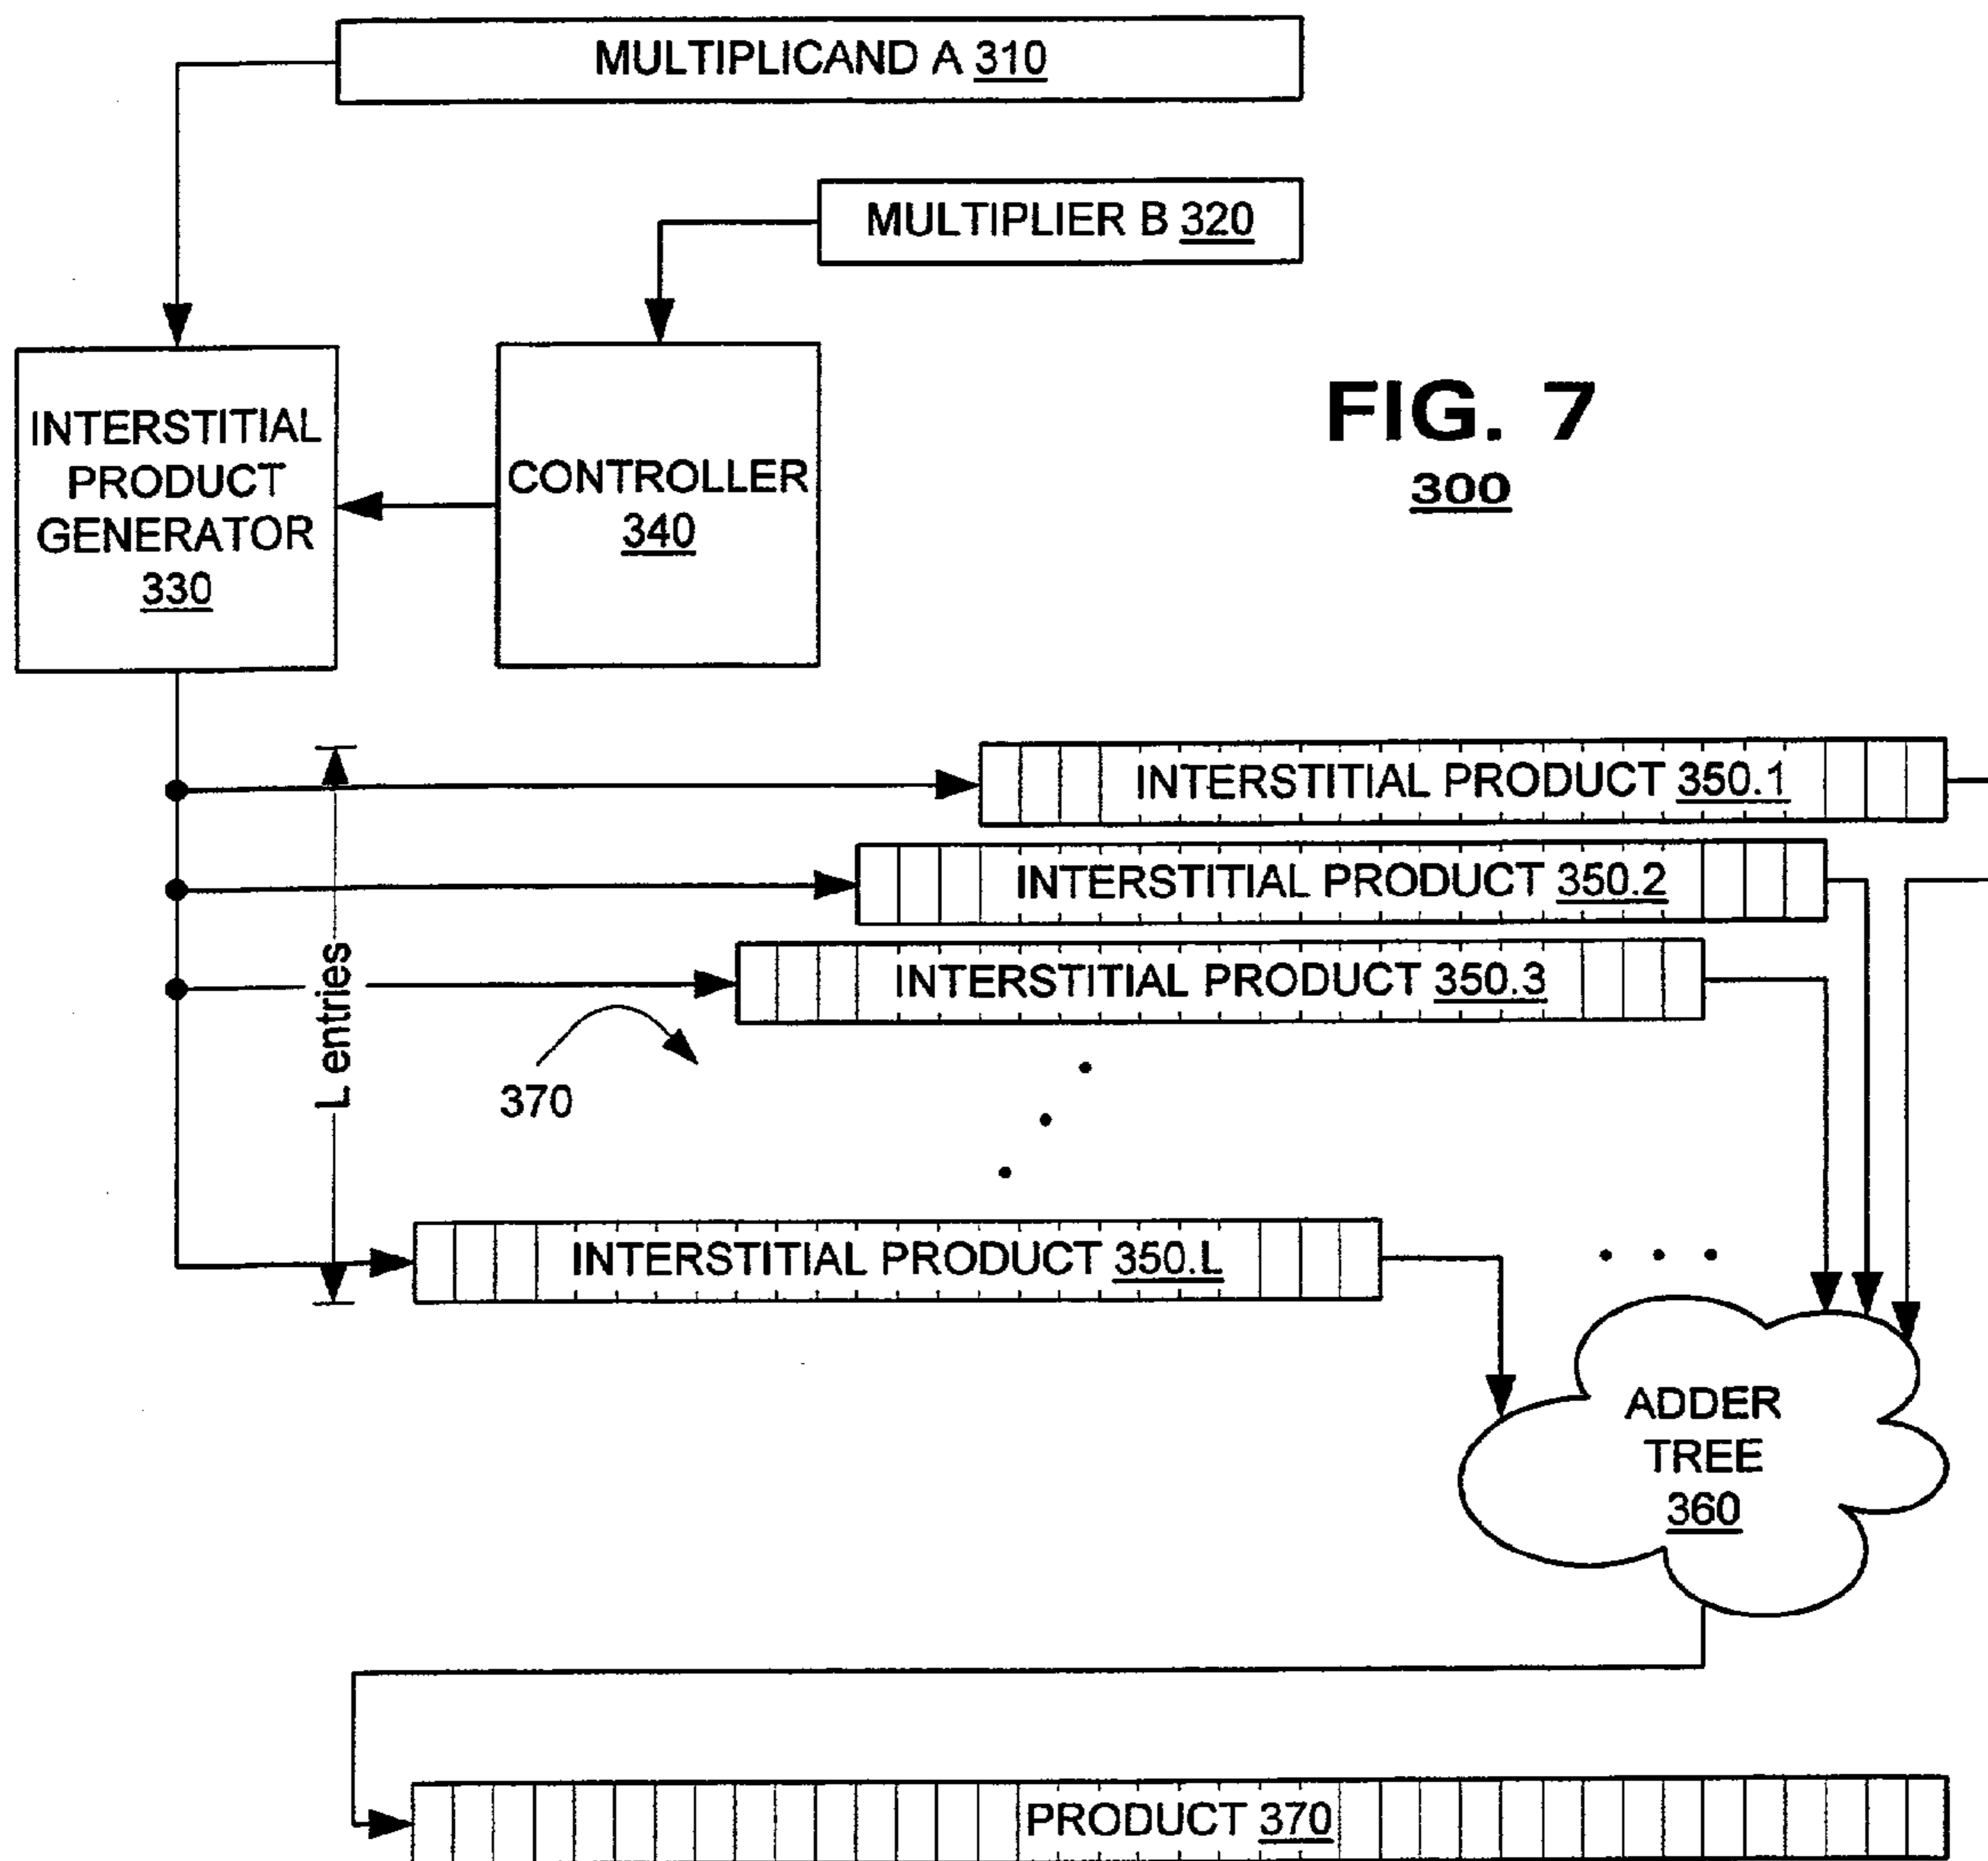 MULTIPLICAND A 310
MULTIPLIER B 320
INTERSTITIAL
PRODUCT
GENERATOR
330
CONTROLLER
340
FIG. 7
300
INTERSTITIAL PRODUCT 350.1
INTERSTITIAL PRODUCT 350.2
INTERSTITIAL PRODUCT 350.3
L entries
370
INTERSTITIAL PRODUCT 350.L
ADDER
TREE
360
PRODUCT 370